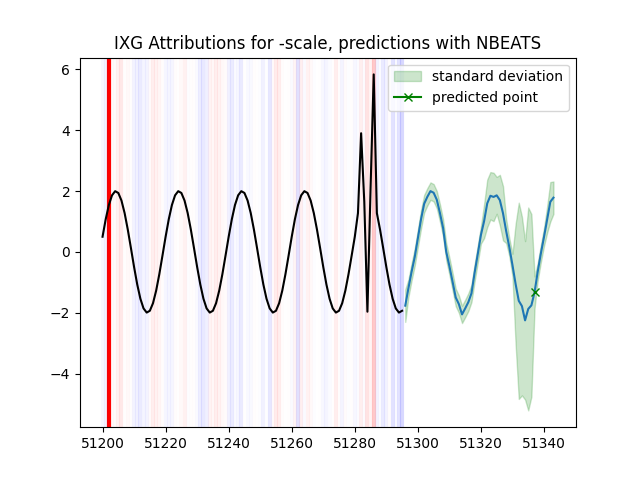 IXG Attributions for -scale, predictions with NBEATS
standard deviation
predicted point
6
4
2
0
−2
−4
51200 51220 51240 51260 51280 51300 51320 51340